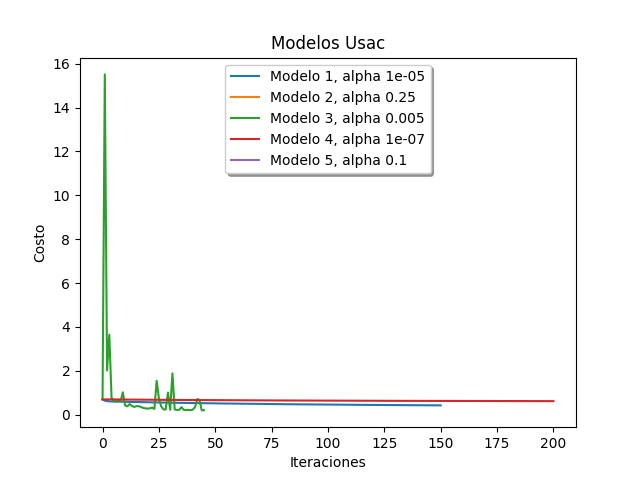 Modelos Usac
Modelo 1, alpha 1e-05
Modelo 2, alpha 0.25
Modelo 3, alpha 0.005
Modelo 4, alpha 1e-07
Modelo 5, alpha 0.1
16
14
12
10
8
6
4
2
0
Costo
0 25 50 75 100 125 150 175 200
Iteraciones